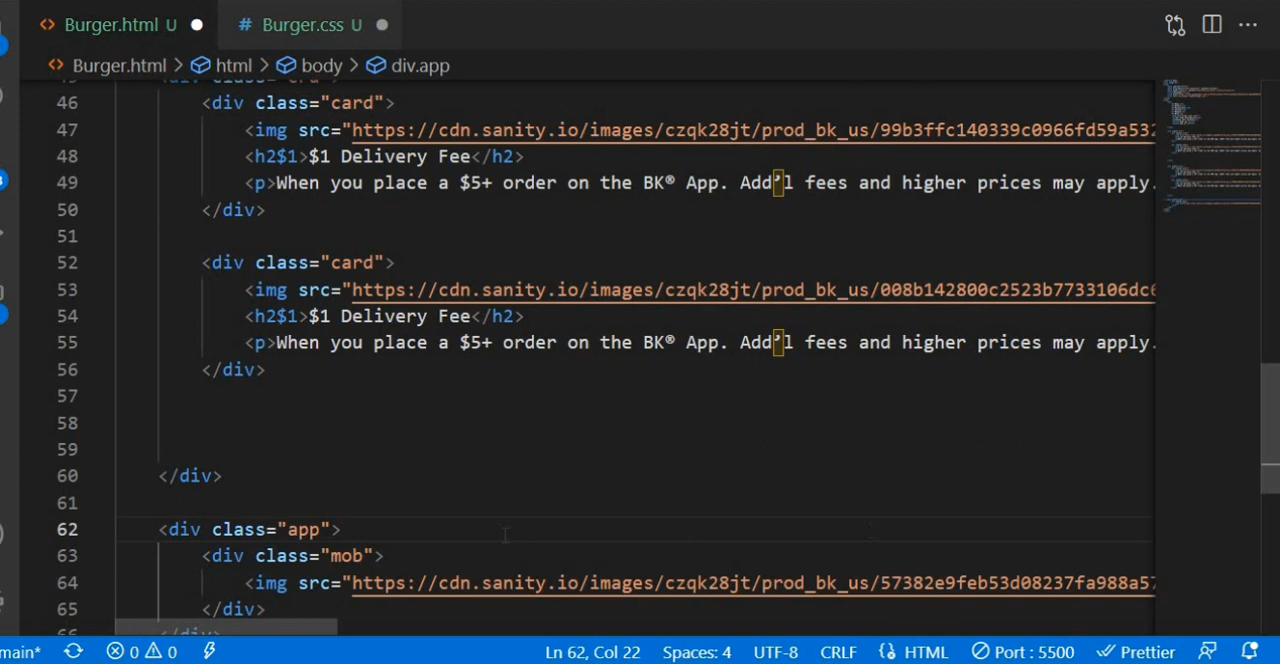 Burger.html U
# Burger.css U
Burger.html > html > body > div.app
46 <div class="card">
47 <img src="https://cdn.sanity.io/images/czqk28jt/prod_bk_us/99b3ffc140339c0966fd59a532
48 <h2$1>$1 Delivery Fee</h2>
49 <p>When you place a $5+ order on the BK® App. Add’l fees and higher prices may apply.
50 </div>
51
52 <div class="card">
53 <img src="https://cdn.sanity.io/images/czqk28jt/prod_bk_us/008b142800c2523b7733106dc6
54 <h2$1>$1 Delivery Fee</h2>
55 <p>When you place a $5+ order on the BK® App. Add’l fees and higher prices may apply.
56 </div>
57
58
59
60 </div>
61
62 <div class="app">
63 <div class="mob">
64 <img src="https://cdn.sanity.io/images/czqk28jt/prod_bk_us/57382e9feb53d08237fa988a57
65 </div>
66 </div>
main* 0 0 Ln 62, Col 22 Spaces: 4 UTF-8 CRLF HTML Port : 5500 Prettier